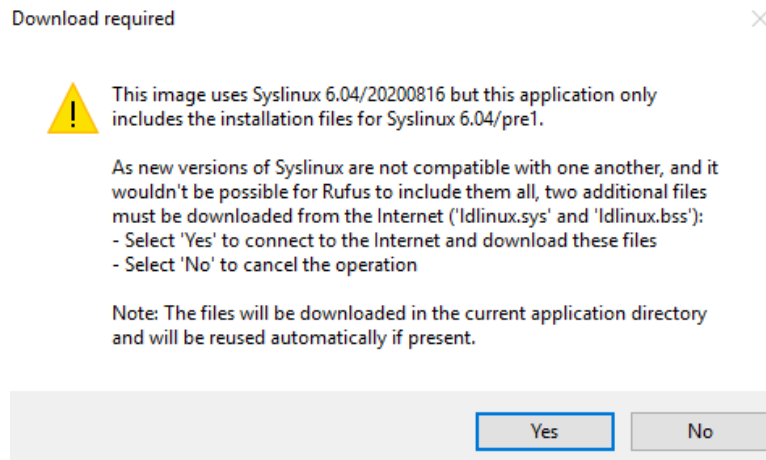 Download required
This image uses Syslinux 6.04/20200816 but this application only
includes the installation files for Syslinux 6.04/pre1.
As new versions of Syslinux are not compatible with one another, and it
wouldn't be possible for Rufus to include them all, two additional files
must be downloaded from the Internet ('ldlinux.sys' and 'ldlinux.bss'):
- Select 'Yes' to connect to the Internet and download these files
- Select 'No' to cancel the operation
Note: The files will be downloaded in the current application directory
and will be reused automatically if present.
Yes No